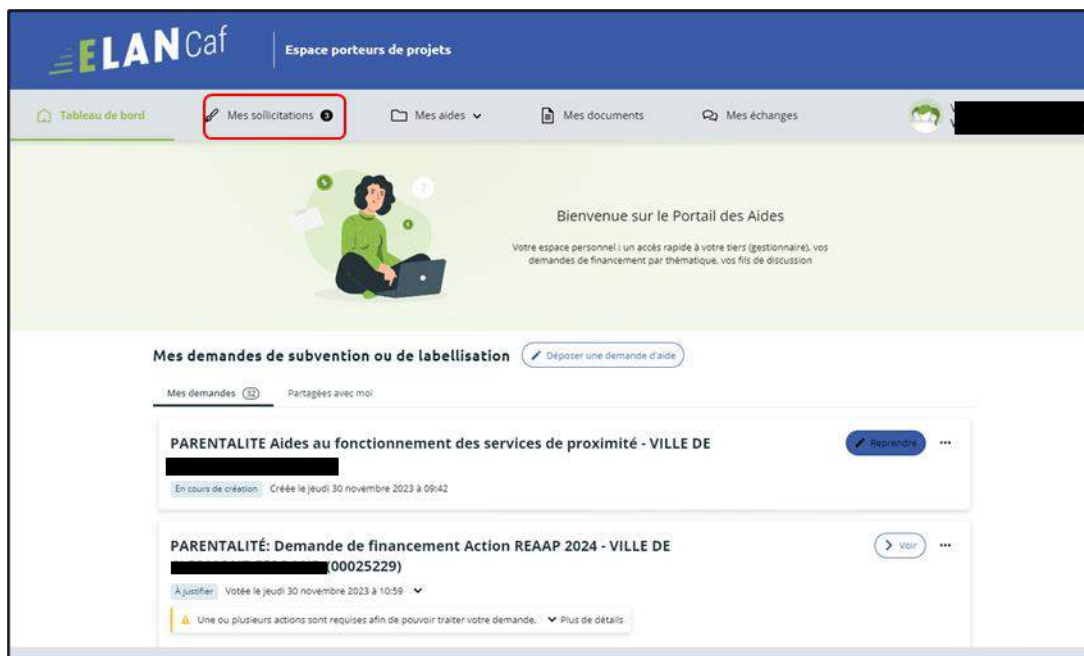 ELAN Caf
Espace porteurs de projets
Tableau de bord
Mes sollicitations 3
Mes aides
Mes documents
Mes échanges
Bienvenue sur le Portail des Aides
Votre espace personnel : un accès rapide à votre tiers (gestionnaire), vos
demandes de financement par thématique, vos fils de discussion
Mes demandes de subvention ou de labellisation
Déposer une demande d'aide
Mes demandes 32
Partagées avec moi
PARENTALITE Aides au fonctionnement des services de proximité - VILLE DE
Reprendre
En cours de création
Créée le jeudi 30 novembre 2023 à 09:42
PARENTALITÉ: Demande de financement Action REAAP 2024 - VILLE DE
(00025229)
Voir
À justifier
Votée le jeudi 30 novembre 2023 à 10:59
Une ou plusieurs actions sont requises afin de pouvoir traiter votre demande.
Plus de détails